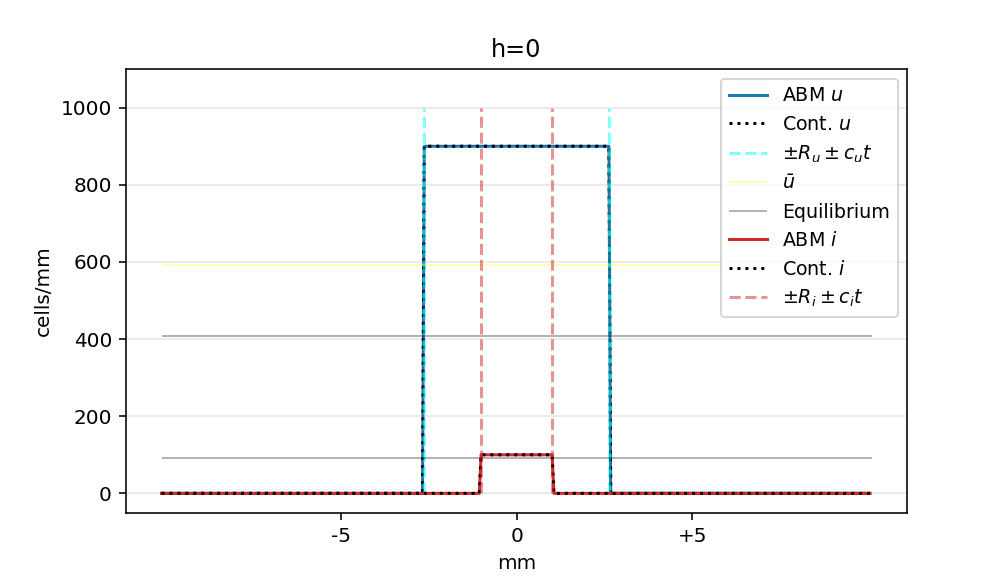 h=0
1000
800
600
400
200
0
cells/mm
-5
0
+5
mm
ABM u
Cont. u
±R_u ± c_u t
ū
Equilibrium
ABM i
Cont. i
±R_i ± c_i t